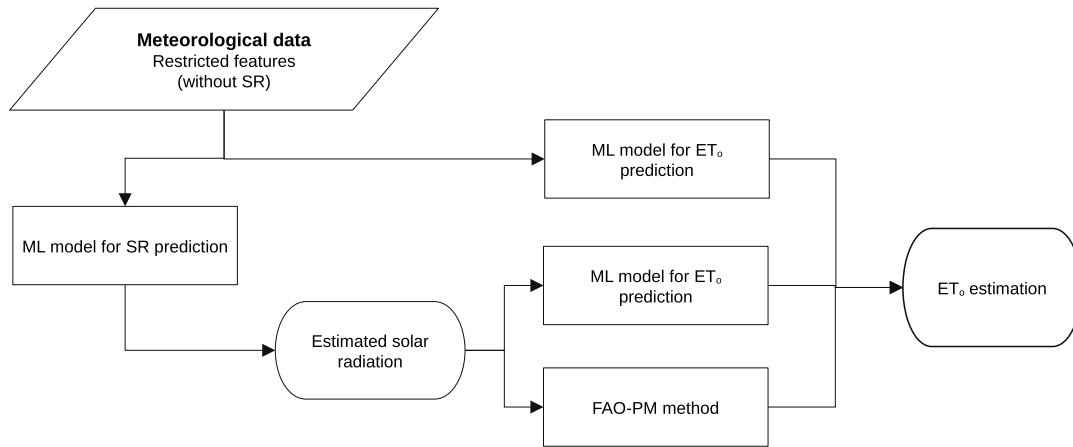 Meteorological data
Restricted features
(without SR)
ML model for ETₒ
prediction
ML model for SR prediction
ML model for ETₒ
prediction
ETₒ estimation
Estimated solar
radiation
FAO-PM method